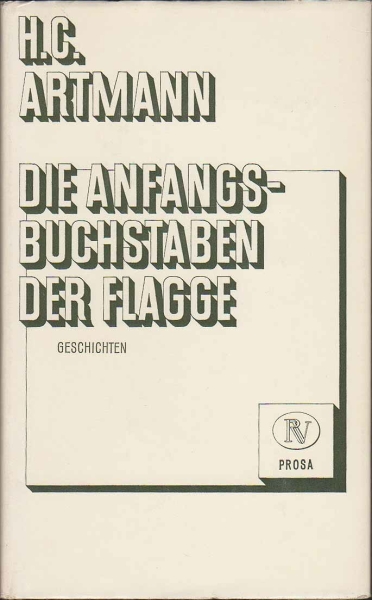 H.C.
ARTMANN
DIE ANFANGS-
BUCHSTABEN
DER FLAGGE
GESCHICHTEN
RV
PROSA